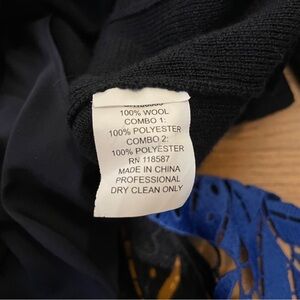 100% WOOL
COMBO 1:
100% POLYESTER
COMBO 2:
100% POLYESTER
RN 118587
MADE IN CHINA
PROFESSIONAL
DRY CLEAN ONLY